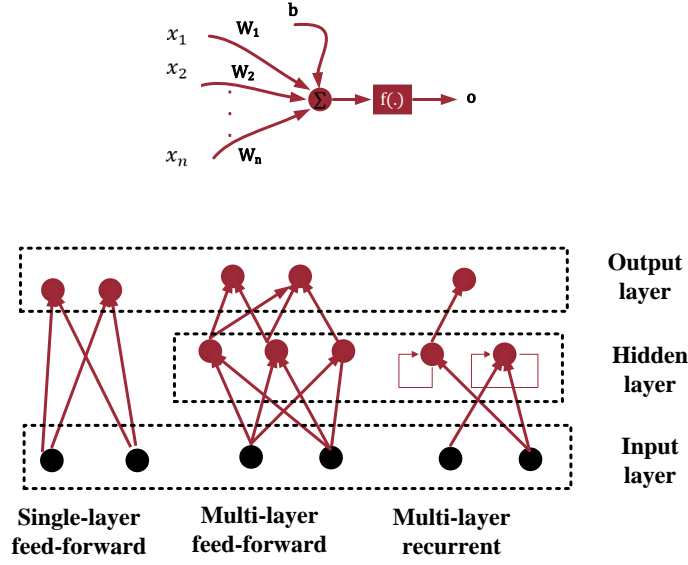 b
x₁ W₁
x₂ W₂
Σ f(.) o
xₙ Wₙ
Output
layer
Hidden
layer
Input
layer
Single-layer
feed-forward
Multi-layer
feed-forward
Multi-layer
recurrent